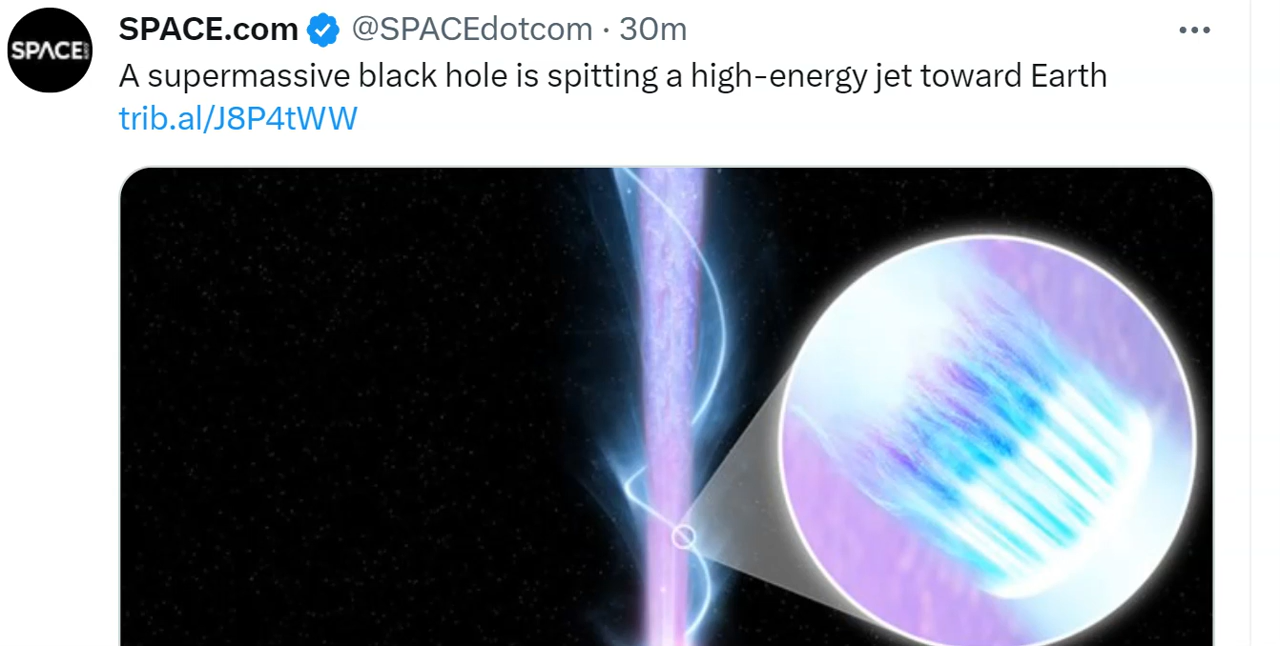 SPACE
SPACE.com @SPACEdotcom · 30m
A supermassive black hole is spitting a high-energy jet toward Earth
trib.al/J8P4tWW